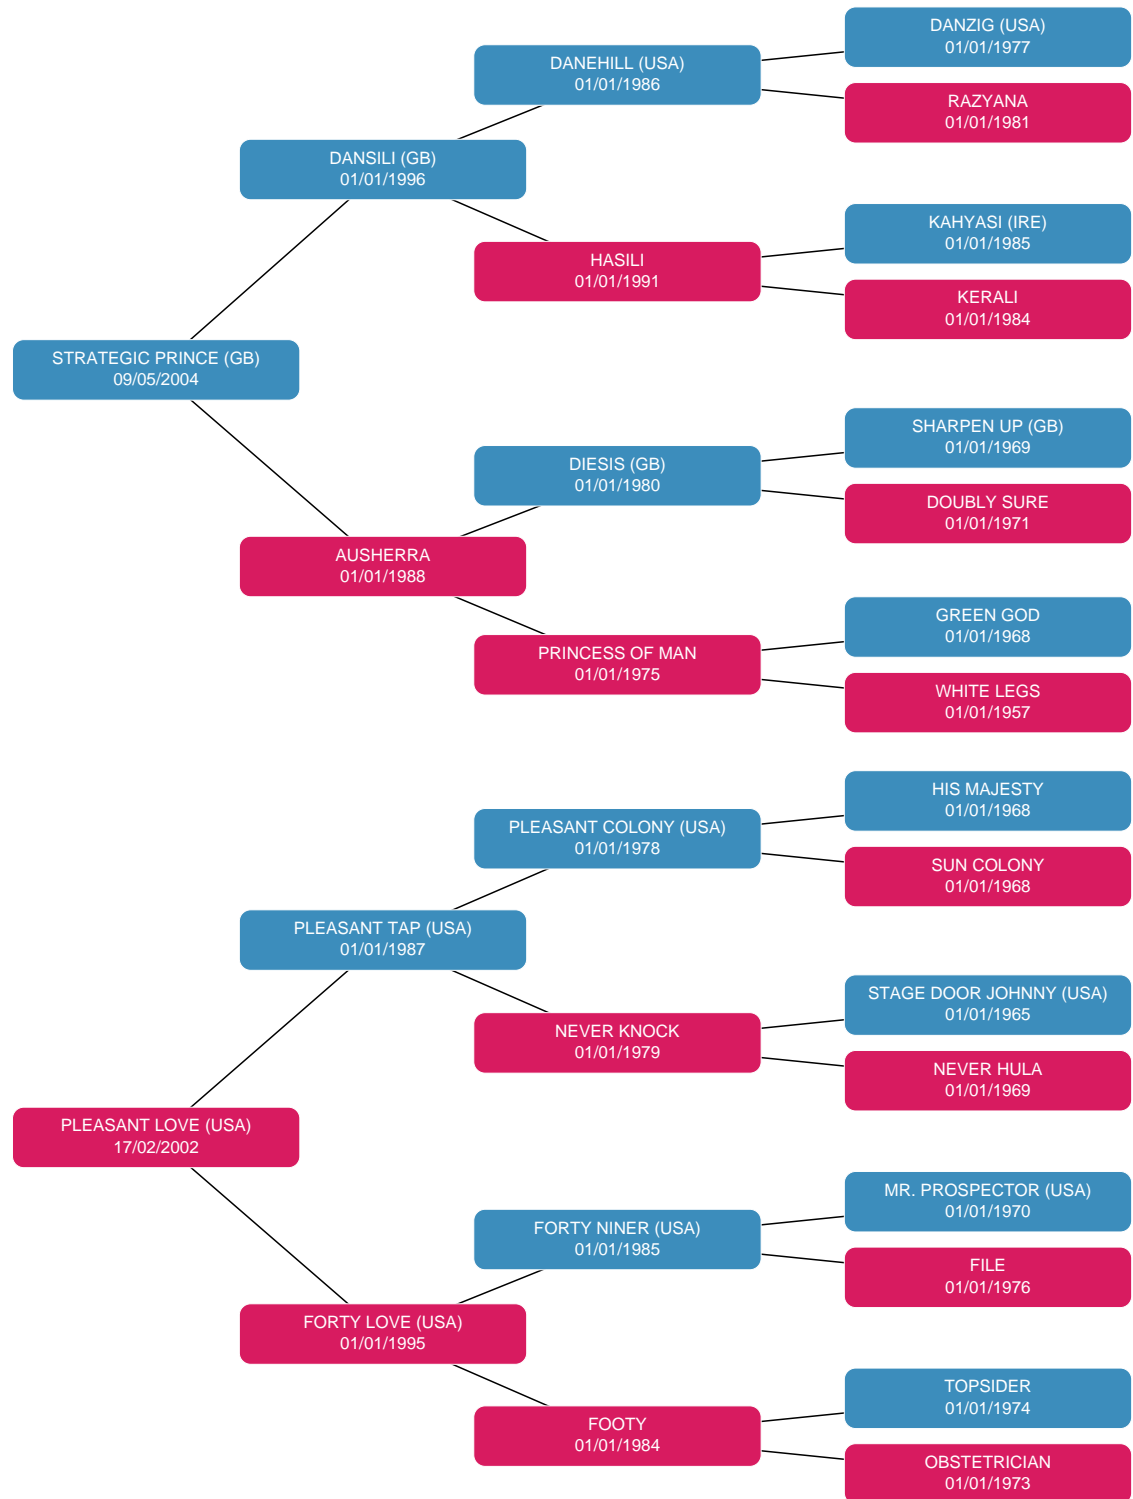 DANZIG (USA)
01/01/1977
DANEHILL (USA)
01/01/1986
RAZYANA
01/01/1981
DANSILI (GB)
01/01/1996
KAHYASI (IRE)
01/01/1985
HASILI
01/01/1991
KERALI
01/01/1984
STRATEGIC PRINCE (GB)
09/05/2004
SHARPEN UP (GB)
01/01/1969
DIESIS (GB)
01/01/1980
DOUBLY SURE
01/01/1971
AUSHERRA
01/01/1988
GREEN GOD
01/01/1968
PRINCESS OF MAN
01/01/1975
WHITE LEGS
01/01/1957
HIS MAJESTY
01/01/1968
PLEASANT COLONY (USA)
01/01/1978
SUN COLONY
01/01/1968
PLEASANT TAP (USA)
01/01/1987
STAGE DOOR JOHNNY (USA)
01/01/1965
NEVER KNOCK
01/01/1979
NEVER HULA
01/01/1969
PLEASANT LOVE (USA)
17/02/2002
MR. PROSPECTOR (USA)
01/01/1970
FORTY NINER (USA)
01/01/1985
FILE
01/01/1976
FORTY LOVE (USA)
01/01/1995
TOPSIDER
01/01/1974
FOOTY
01/01/1984
OBSTETRICIAN
01/01/1973